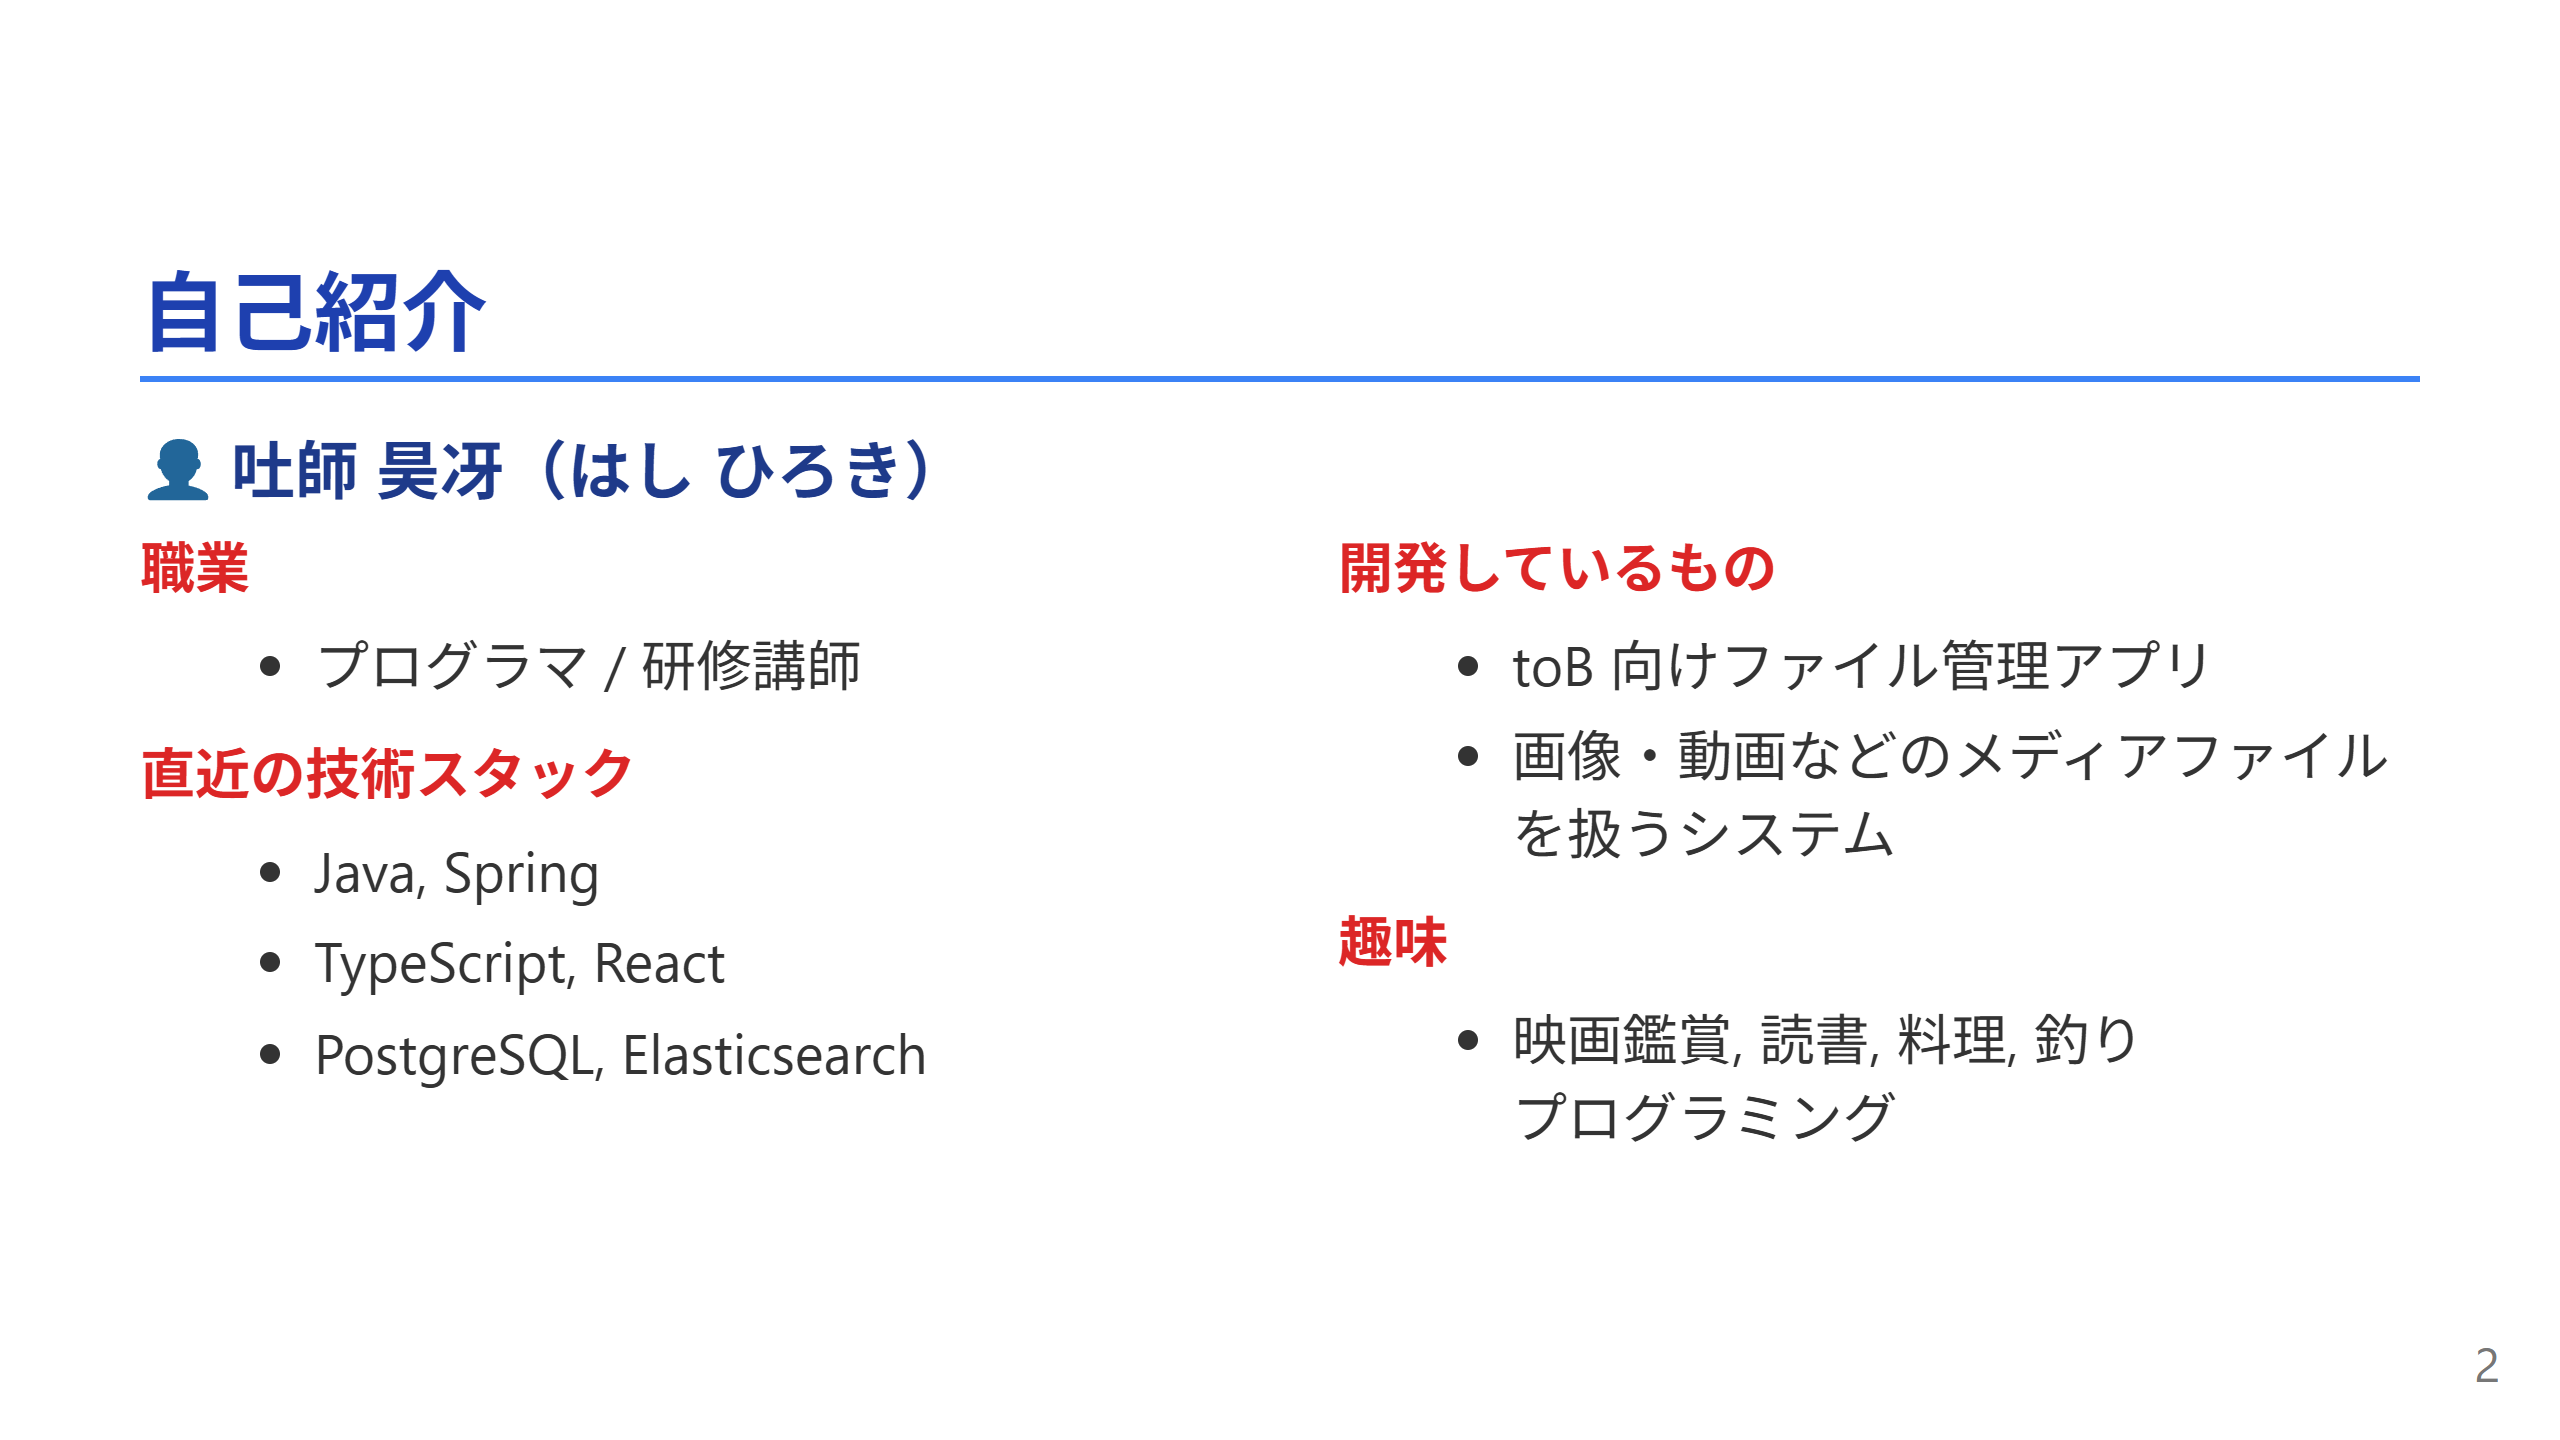 自己紹介
👤 吐師 昊冴（はし ひろき）
職業
• プログラマ / 研修講師
直近の技術スタック
• Java, Spring
• TypeScript, React
• PostgreSQL, Elasticsearch
開発しているもの
• toB 向けファイル管理アプリ
• 画像・動画などのメディアファイル
を扱うシステム
趣味
• 映画鑑賞, 読書, 料理, 釣り
プログラミング
2